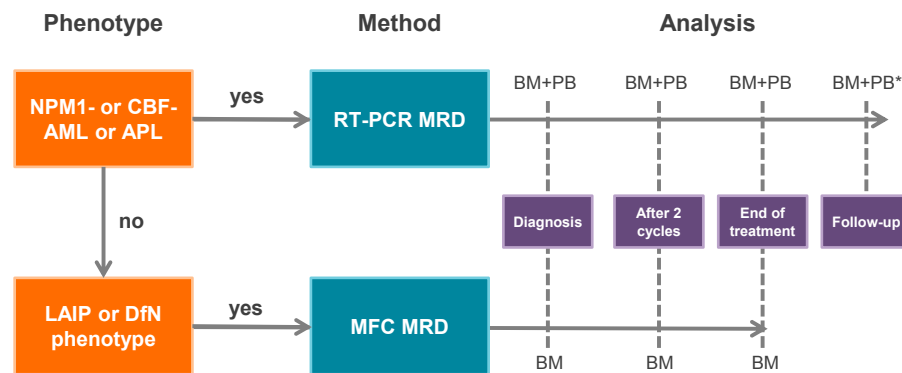 Phenotype
Method
Analysis
NPM1- or CBF-
AML or APL
yes
RT-PCR MRD
BM+PB
BM+PB
BM+PB
BM+PB*
no
Diagnosis
After 2
cycles
End of
treatment
Follow-up
LAIP or DfN
phenotype
yes
MFC MRD
BM
BM
BM